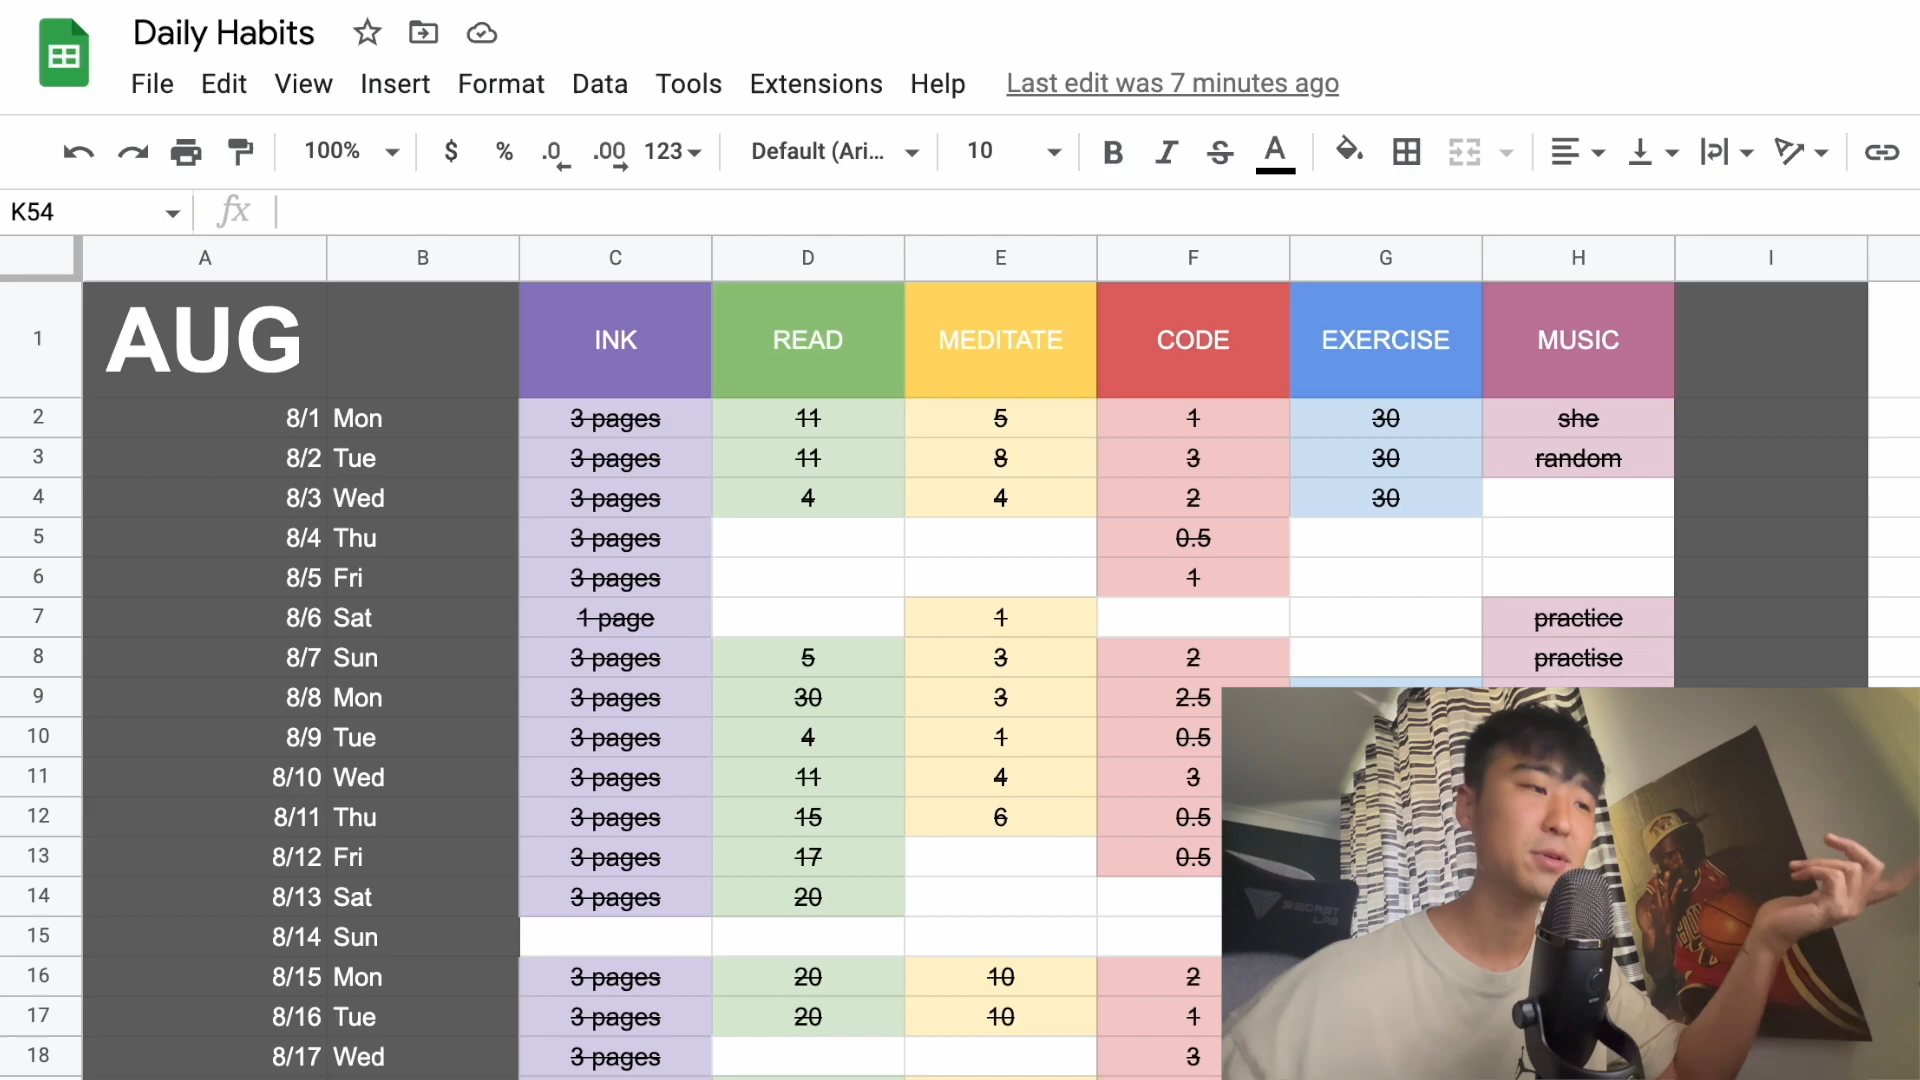 Daily Habits
File Edit View Insert Format Data Tools Extensions Help Last edit was 7 minutes ago
100% $ % .0 .00 123 Default (Ari... 10 B I S A
K54 fx
A B C D E F G H I
1 AUG INK READ MEDITATE CODE EXERCISE MUSIC
2 8/1 Mon 3 pages 11 5 1 30 she
3 8/2 Tue 3 pages 11 8 3 30 random
4 8/3 Wed 3 pages 4 4 2 30
5 8/4 Thu 3 pages 0.5
6 8/5 Fri 3 pages 1
7 8/6 Sat 1 page 1 practice
8 8/7 Sun 3 pages 5 3 2 practise
9 8/8 Mon 3 pages 30 3 2.5
10 8/9 Tue 3 pages 4 1 0.5
11 8/10 Wed 3 pages 11 4 3
12 8/11 Thu 3 pages 15 6 0.5
13 8/12 Fri 3 pages 17 0.5
14 8/13 Sat 3 pages 20
15 8/14 Sun
16 8/15 Mon 3 pages 20 10 2
17 8/16 Tue 3 pages 20 10 1
18 8/17 Wed 3 pages 3
SECRET
LAB